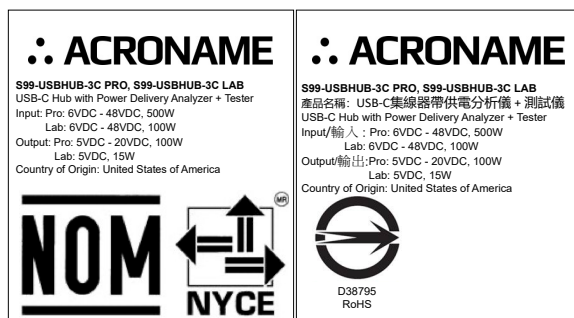 ACRONAME
S99-USBHUB-3C PRO, S99-USBHUB-3C LAB
USB-C Hub with Power Delivery Analyzer + Tester
Input: Pro: 6VDC - 48VDC, 500W
Lab: 6VDC - 48VDC, 100W
Output: Pro: 5VDC - 20VDC, 100W
Lab: 5VDC, 15W
Country of Origin: United States of America
NOM
MR
NYCE
ACRONAME
S99-USBHUB-3C PRO, S99-USBHUB-3C LAB
產品名稱: USB-C集線器帶供電分析儀 + 測試儀
USB-C Hub with Power Delivery Analyzer + Tester
Input/輸入 : Pro: 6VDC - 48VDC, 500W
Lab: 6VDC - 48VDC, 100W
Output/輸出:Pro: 5VDC - 20VDC, 100W
Lab: 5VDC, 15W
Country of Origin: United States of America
D38795
RoHS